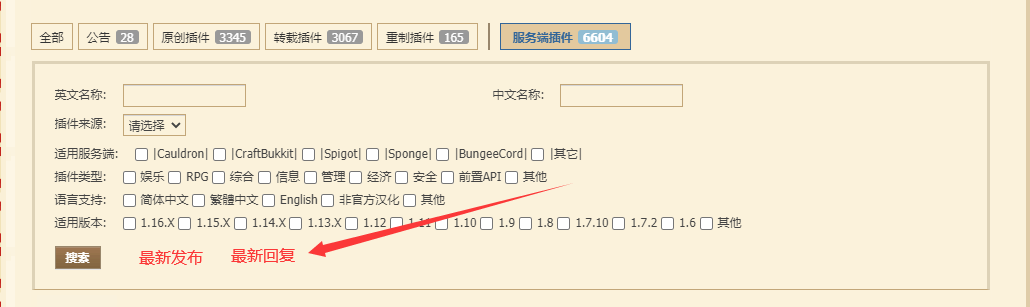 全部 公告 28 原创插件 3345 转载插件 3067 重制插件 165 服务端插件 6604
英文名称: 中文名称:
插件来源: 请选择
适用服务端: |Cauldron| |CraftBukkit| |Spigot| |Sponge| |BungeeCord| |其它|
插件类型: 娱乐 RPG 综合 信息 管理 经济 安全 前置API 其他
语言支持: 简体中文 繁體中文 English 非官方汉化 其他
适用版本: 1.16.X 1.15.X 1.14.X 1.13.X 1.12 1.11 1.10 1.9 1.8 1.7.10 1.7.2 1.6 其他
搜索 最新发布 最新回复